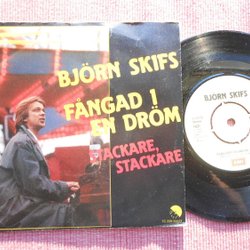 BJÖRN SKIFS
FÅNGAD I
EN DRÖM
STACKARE,
STACKARE
BJÖRN SKIFS
EMI